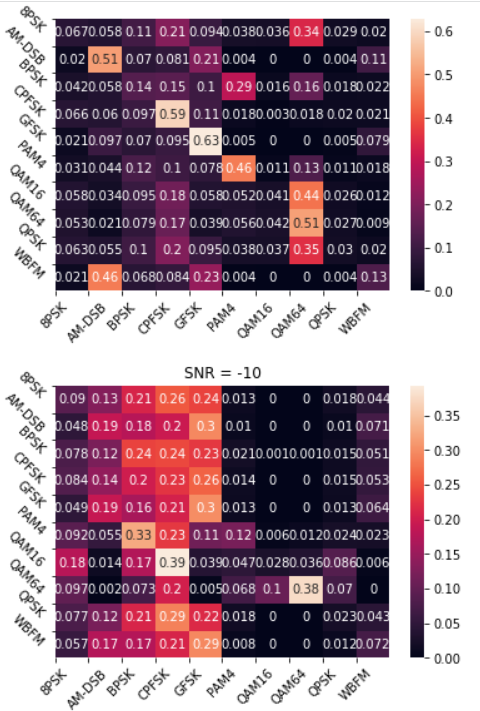 8PSK 0.067 0.058 0.11 0.21 0.094 0.038 0.036 0.34 0.029 0.02
AM-DSB 0.02 0.51 0.07 0.081 0.21 0.004 0 0 0.004 0.11
BPSK 0.042 0.058 0.14 0.15 0.1 0.29 0.016 0.16 0.018 0.022
CPFSK 0.066 0.06 0.097 0.59 0.11 0.018 0.003 0.018 0.02 0.021
GFSK 0.021 0.097 0.07 0.095 0.63 0.005 0 0 0.005 0.079
PAM4 0.031 0.044 0.12 0.1 0.078 0.46 0.011 0.13 0.011 0.018
QAM16 0.058 0.034 0.095 0.18 0.058 0.052 0.041 0.44 0.026 0.012
QAM64 0.053 0.021 0.079 0.17 0.039 0.056 0.042 0.51 0.027 0.009
QPSK 0.063 0.055 0.1 0.2 0.095 0.038 0.037 0.35 0.03 0.02
WBFM 0.021 0.46 0.068 0.084 0.23 0.004 0 0 0.004 0.13
8PSK AM-DSB BPSK CPFSK GFSK PAM4 QAM16 QAM64 QPSK WBFM
0.6
0.5
0.4
0.3
0.2
0.1
0.0
SNR = -10
8PSK 0.09 0.13 0.21 0.26 0.24 0.013 0 0 0.018 0.044
AM-DSB 0.048 0.19 0.18 0.2 0.3 0.01 0 0 0.01 0.071
BPSK 0.078 0.12 0.24 0.24 0.23 0.021 0.001 0.001 0.015 0.051
CPFSK 0.084 0.14 0.2 0.23 0.26 0.014 0 0 0.015 0.053
GFSK 0.049 0.19 0.16 0.21 0.3 0.013 0 0 0.013 0.064
PAM4 0.092 0.055 0.33 0.23 0.11 0.12 0.006 0.012 0.024 0.023
QAM16 0.18 0.014 0.17 0.39 0.039 0.047 0.028 0.036 0.086 0.006
QAM64 0.097 0.002 0.073 0.2 0.005 0.068 0.1 0.38 0.07 0
QPSK 0.077 0.12 0.21 0.29 0.22 0.018 0 0 0.023 0.043
WBFM 0.057 0.17 0.17 0.21 0.29 0.008 0 0 0.012 0.072
8PSK AM-DSB BPSK CPFSK GFSK PAM4 QAM16 QAM64 QPSK WBFM
0.35
0.30
0.25
0.20
0.15
0.10
0.05
0.00